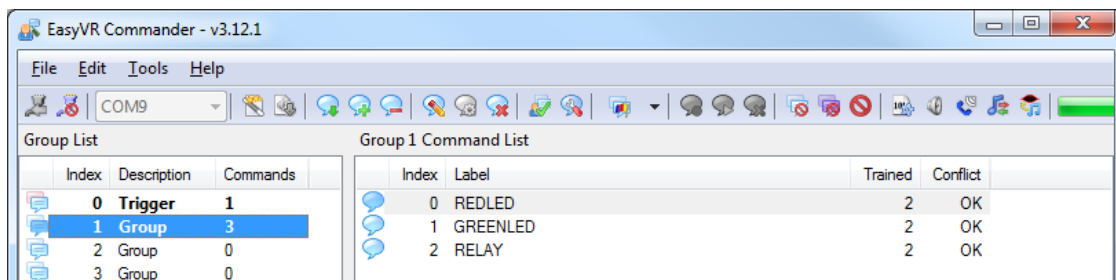 EasyVR Commander - v3.12.1
File Edit Tools Help
COM9
Group List
Group 1 Command List
Index Description Commands
Index Label Trained Conflict
0 Trigger 1
0 REDLED 2 OK
1 Group 3
1 GREENLED 2 OK
2 Group 0
2 RELAY 2 OK
3 Group 0